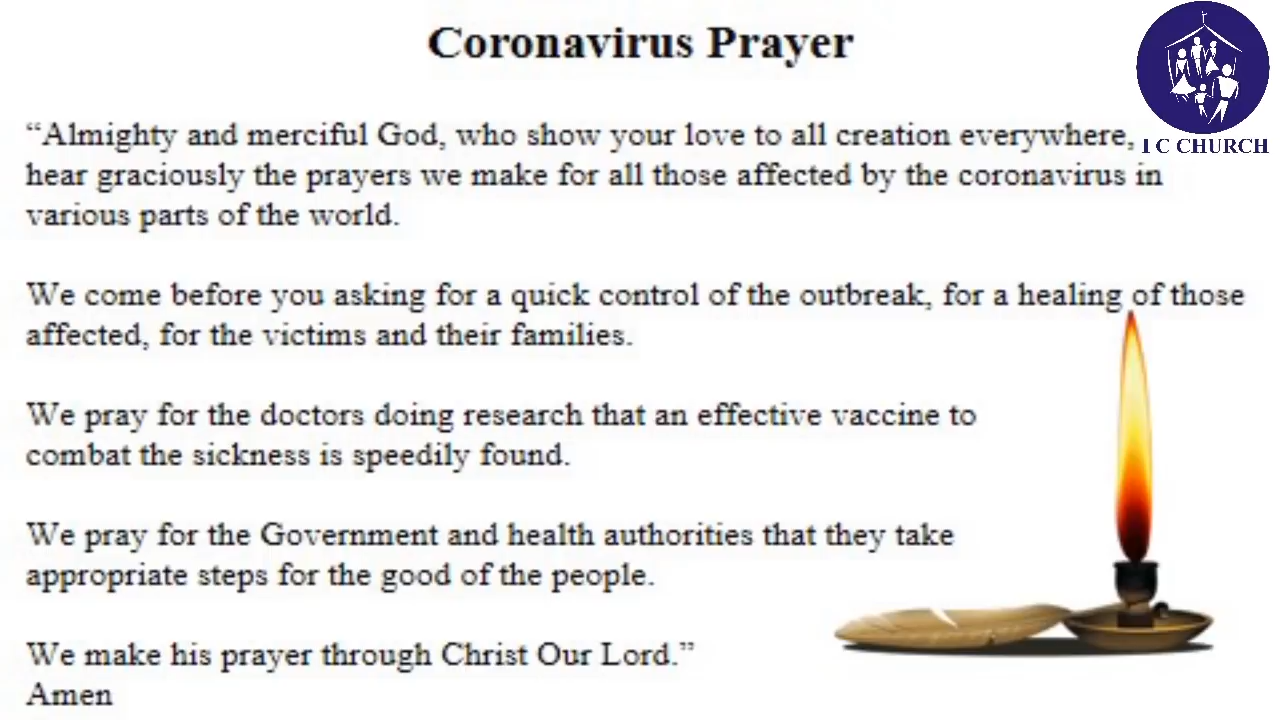 Coronavirus Prayer
I C CHURCH
“Almighty and merciful God, who show your love to all creation everywhere,
hear graciously the prayers we make for all those affected by the coronavirus in
various parts of the world.
We come before you asking for a quick control of the outbreak, for a healing of those
affected, for the victims and their families.
We pray for the doctors doing research that an effective vaccine to
combat the sickness is speedily found.
We pray for the Government and health authorities that they take
appropriate steps for the good of the people.
We make his prayer through Christ Our Lord.”
Amen